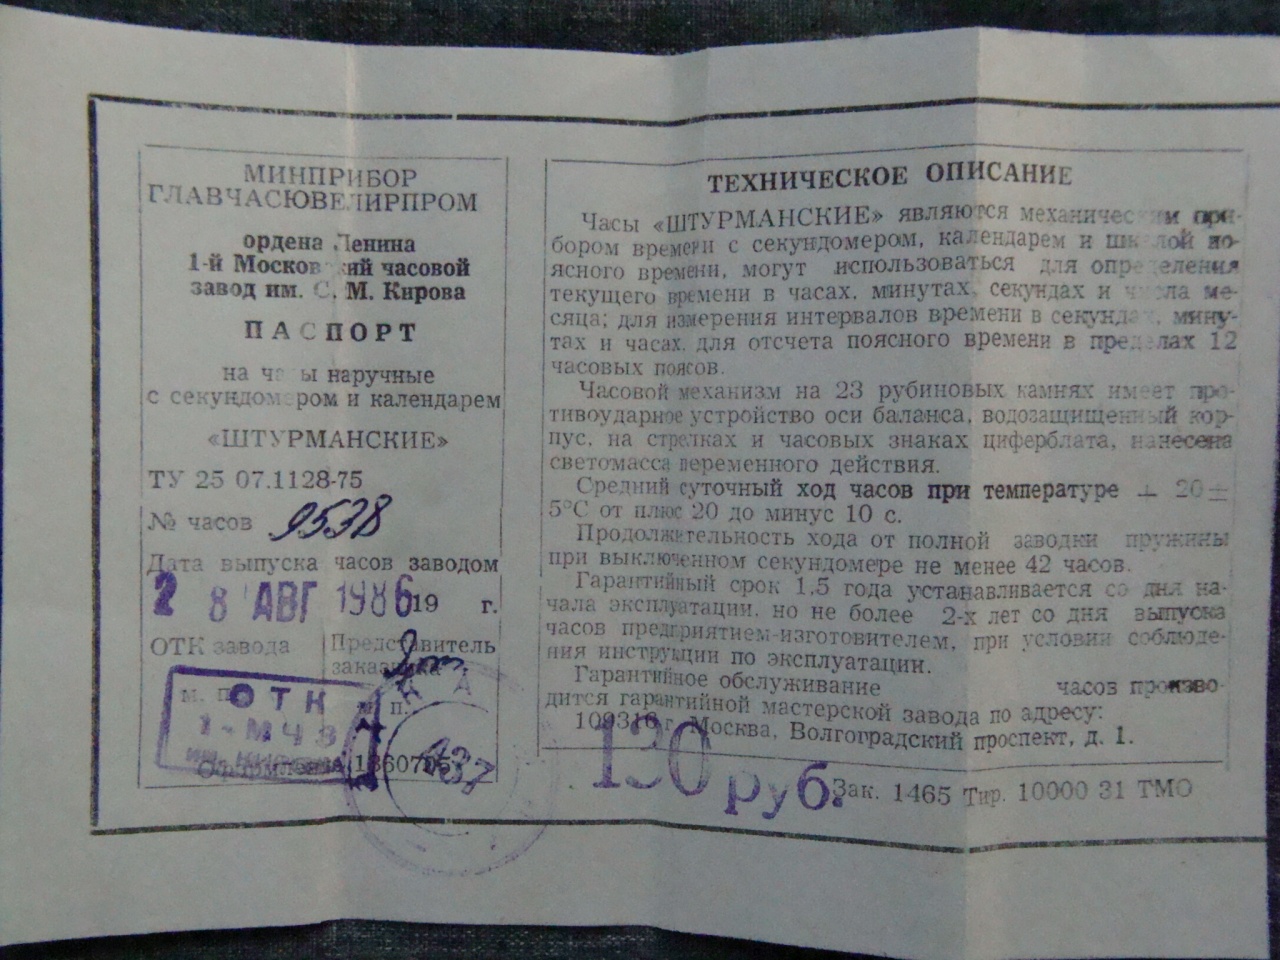 МИНПРИБОР
ГЛАВЧАСЮВЕЛИРПРОМ
ордена Ленина
1-й Московский часовой
завод им. С. М. Кирова
ПАСПОРТ
на часы наручные
с секундомером и календарем
«ШТУРМАНСКИЕ»
ТУ 25 07.1128-75
№ часов 9538
Дата выпуска часов заводом
2 8 АВГ 1986 19 г.
ОТК завода
Представитель
заказчика
м. п.
м. п.
ОТК
1-МЧЗ
им. Кирова
437
ТЕХНИЧЕСКОЕ ОПИСАНИЕ
Часы «ШТУРМАНСКИЕ» являются механическим при-
бором времени с секундомером, календарем и шкалой по-
ясного времени, могут использоваться для определения
текущего времени в часах, минутах, секундах и числа ме-
сяца; для измерения интервалов времени в секундах, мину-
тах и часах, для отсчета поясного времени в пределах 12
часовых поясов.
Часовой механизм на 23 рубиновых камнях имеет про-
тивоударное устройство оси баланса, водозащищенный кор-
пус, на стрелках и часовых знаках циферблата, нанесена
светомасса переменного действия.
Средний суточный ход часов при температуре + 20 ±
5°С от плюс 20 до минус 10 с.
Продолжительность хода от полной заводки пружины
при выключенном секундомере не менее 42 часов.
Гарантийный срок 1,5 года устанавливается со дня на-
чала эксплуатации, но не более 2-х лет со дня выпуска
часов предприятием-изготовителем, при условии соблюде-
ния инструкции по эксплуатации.
Гарантийное обслуживание часов произво-
дится гарантийной мастерской завода по адресу:
109316 г. Москва, Волгоградский проспект, д. 1.
130 руб.
Зак. 1465 Тир. 10000 31 ТМО